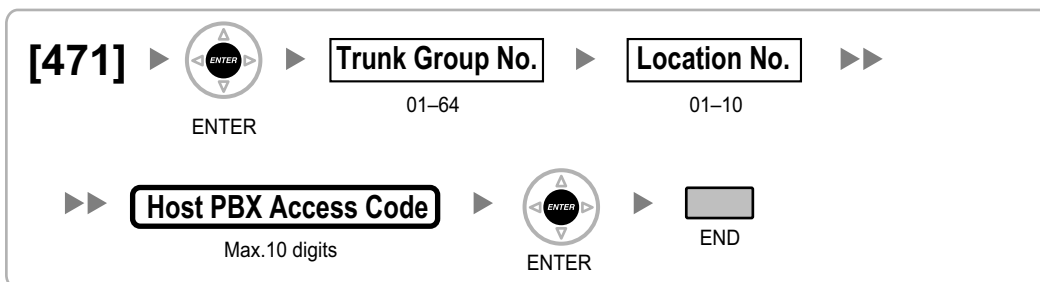 [471] ENTER Trunk Group No. Location No.
01–64 01–10
ENTER
Host PBX Access Code ENTER
Max.10 digits END
ENTER